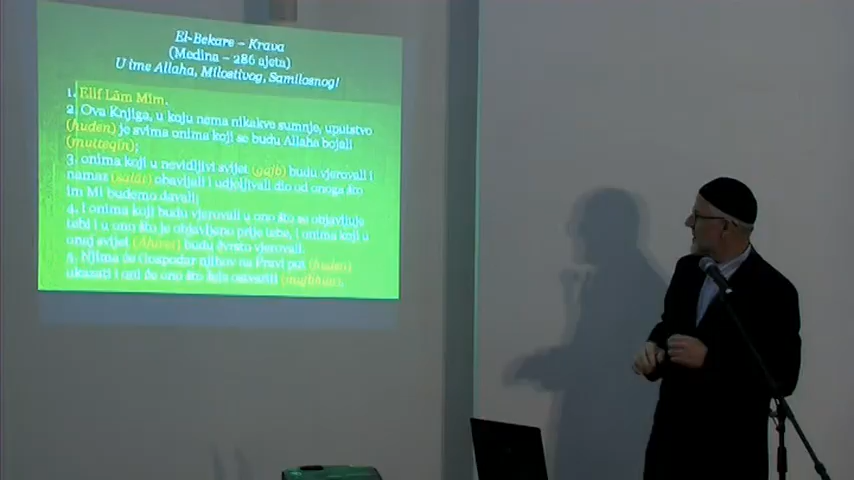 El-Bekare – Krava
(Medina – 286 ajeta)
U ime Allaha, Milostivog, Samilosnog!
1. Elif Lâm Mîm.
2. Ova Knjiga, u koju nema nikakve sumnje, uputstvo
(huden) je svima onima koji se budu Allaha bojali
(mutteqîn);
3. onima koji u nevidljivi svijet (gajb) budu vjerovali i
namaz (salât) obavljali i udjeljivali dio od onoga što
im Mi budemo davali;
4. I onima koji budu vjerovali u ono što se objavljuje
tebi i u ono što je objavljeno prije tebe, i onima koji u
onaj svijet (Âhiret) budu čvrsto vjerovali.
5. Njima će Gospodar njihov na Pravi put (huden)
ukazati i oni će ono što žele ostvariti